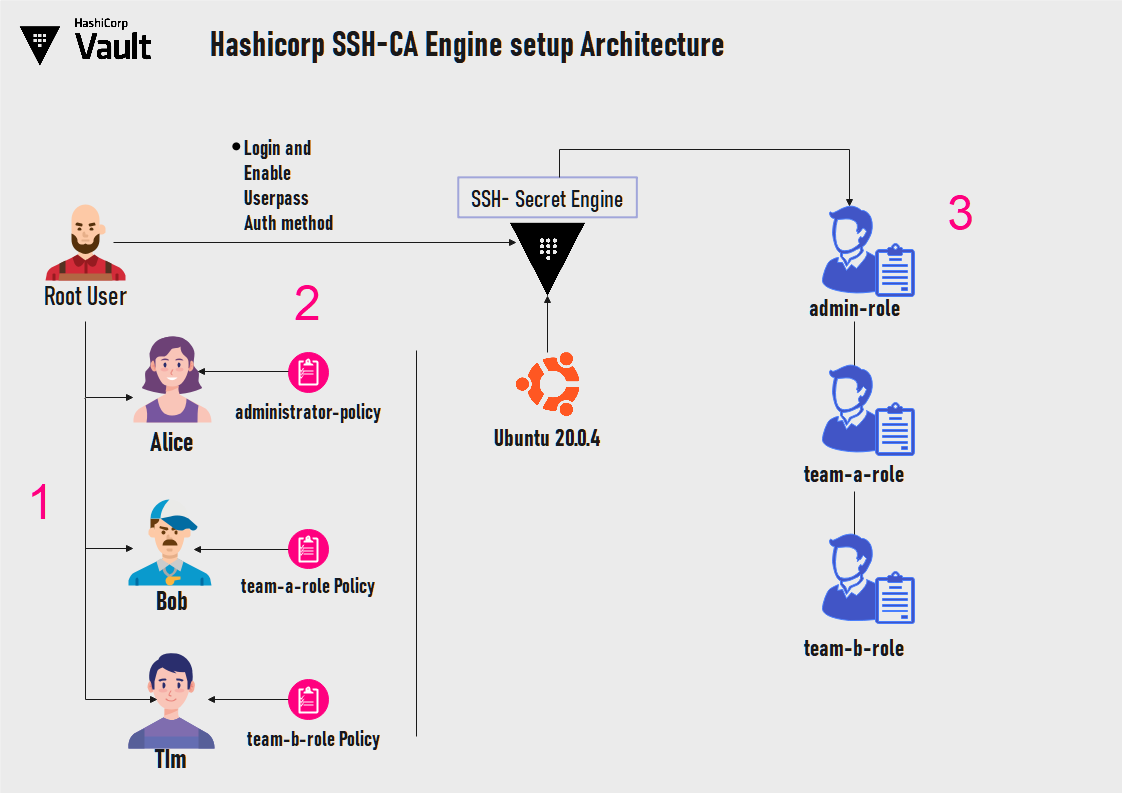 HashiCorp
Vault
Hashicorp SSH-CA Engine setup Architecture
• Login and
Enable
Userpass
Auth method
SSH- Secret Engine
3
Root User
2
admin-role
administrator-policy
Alice
Ubuntu 20.0.4
team-a-role
1
team-a-role Policy
Bob
team-b-role
team-b-role Policy
TIm